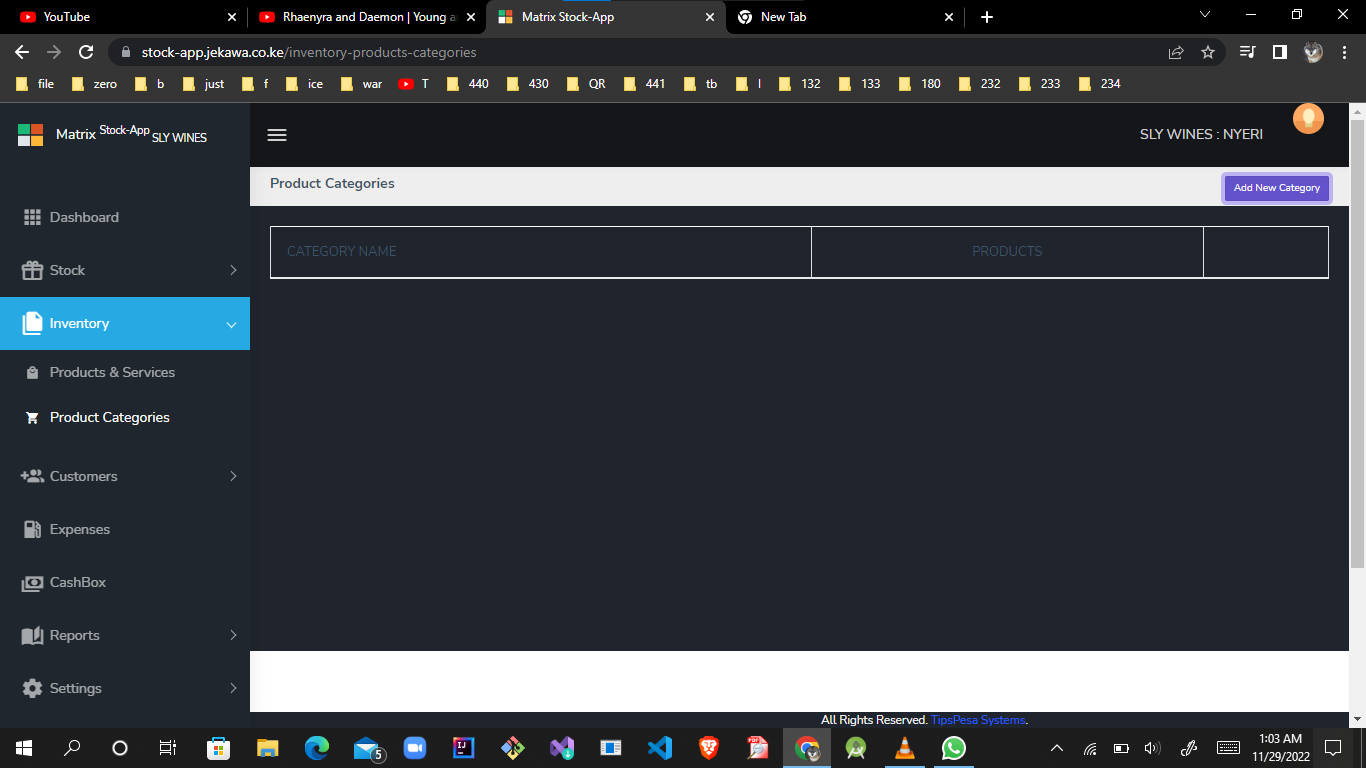 YouTube
Rhaenyra and Daemon | Young a
Matrix Stock-App
New Tab
stock-app.jekawa.co.ke/inventory-products-categories
file zero b just f ice war T 440 430 QR 441 tb l 132 133 180 232 233 234
Matrix Stock-App SLY WINES
SLY WINES : NYERI
Product Categories
Add New Category
Dashboard
CATEGORY NAME PRODUCTS
Stock
Inventory
Products & Services
Product Categories
Customers
Expenses
CashBox
Reports
Settings
All Rights Reserved. TipsPesa Systems.
5
1:03 AM
11/29/2022